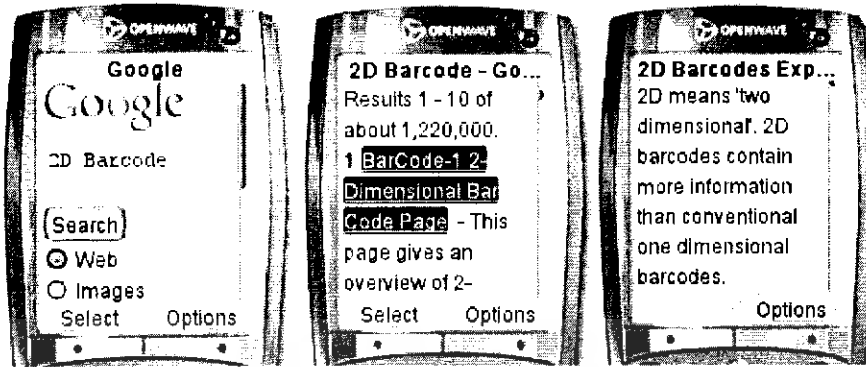 OPENWAVE
Google
Google
2D Barcode
Search
Web
Images
Select Options
OPENWAVE
2D Barcode - Go...
Results 1 - 10 of
about 1,220,000.
1 BarCode-1 2-
Dimensional Bar
Code Page - This
page gives an
overview of 2-
Select Options
OPENWAVE
2D Barcodes Exp...
2D means 'two
dimensional'. 2D
barcodes contain
more information
than conventional
one dimensional
barcodes.
Options